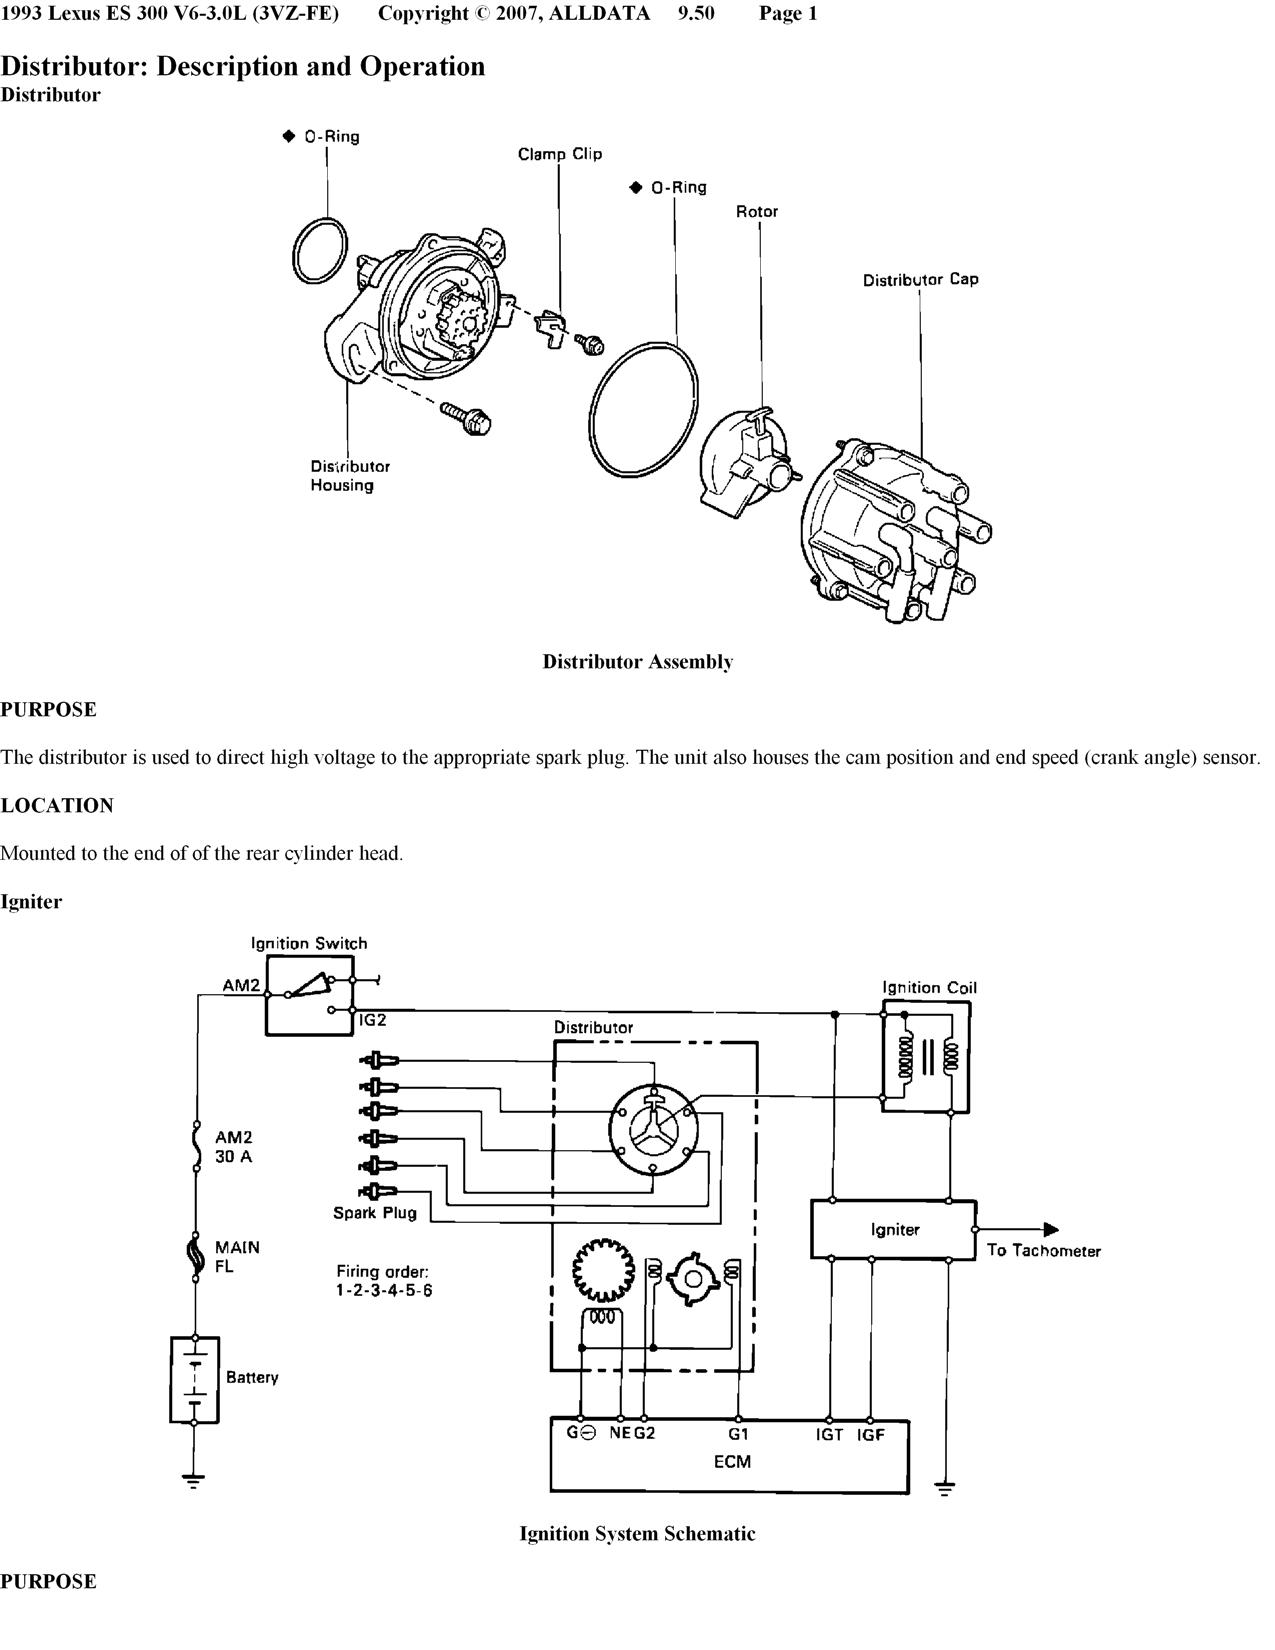 1993 Lexus ES 300 V6-3.0L (3VZ-FE) Copyright © 2007, ALLDATA 9.50 Page 1
Distributor: Description and Operation
Distributor
◆ O-Ring
Clamp Clip
◆ O-Ring
Rotor
Distributor Cap
Distributor
Housing
Distributor Assembly
PURPOSE
The distributor is used to direct high voltage to the appropriate spark plug. The unit also houses the cam position and end speed (crank angle) sensor.
LOCATION
Mounted to the end of of the rear cylinder head.
Igniter
Ignition Switch
AM2
IG2
Ignition Coil
Distributor
AM2
30 A
Spark Plug
Igniter
To Tachometer
MAIN
FL
Firing order:
1-2-3-4-5-6
Battery
G⊖ NE G2 G1 IGT IGF
ECM
Ignition System Schematic
PURPOSE